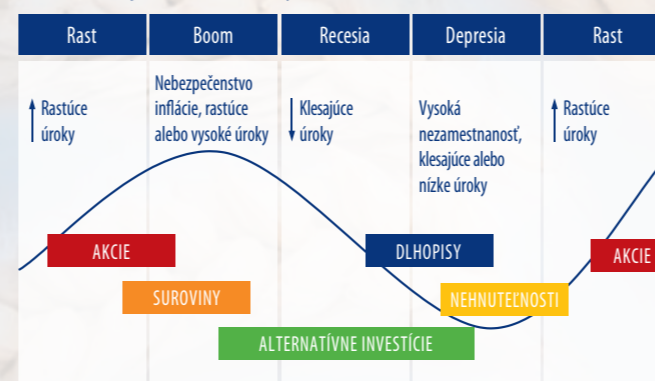 Rast
Boom
Recesia
Depresia
Rast
Rastúce
úroky
Nebezpečenstvo
inflácie, rastúce
alebo vysoké úroky
Klesajúce
úroky
Vysoká
nezamestnanosť,
klesajúce alebo
nízke úroky
Rastúce
úroky
AKCIE
DLHOPISY
AKCIE
SUROVINY
NEHNUTEĽNOSTI
ALTERNATÍVNE INVESTÍCIE